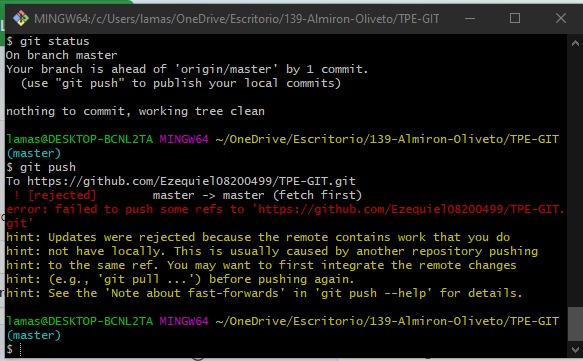 MINGW64:/c/Users/lamas/OneDrive/Escritorio/139-Almiron-Oliveto/TPE-GIT
$ git status
On branch master
Your branch is ahead of 'origin/master' by 1 commit.
(use "git push" to publish your local commits)
nothing to commit, working tree clean
lamas@DESKTOP-BCNL2TA MINGW64 ~/OneDrive/Escritorio/139-Almiron-Oliveto/TPE-GIT
(master)
$ git push
To https://github.com/Ezequiel08200499/TPE-GIT.git
! [rejected] master -> master (fetch first)
error: failed to push some refs to 'https://github.com/Ezequiel08200499/TPE-GIT.
git'
hint: Updates were rejected because the remote contains work that you do
hint: not have locally. This is usually caused by another repository pushing
hint: to the same ref. You may want to first integrate the remote changes
hint: (e.g., 'git pull ...') before pushing again.
hint: See the 'Note about fast-forwards' in 'git push --help' for details.
lamas@DESKTOP-BCNL2TA MINGW64 ~/OneDrive/Escritorio/139-Almiron-Oliveto/TPE-GIT
(master)
$